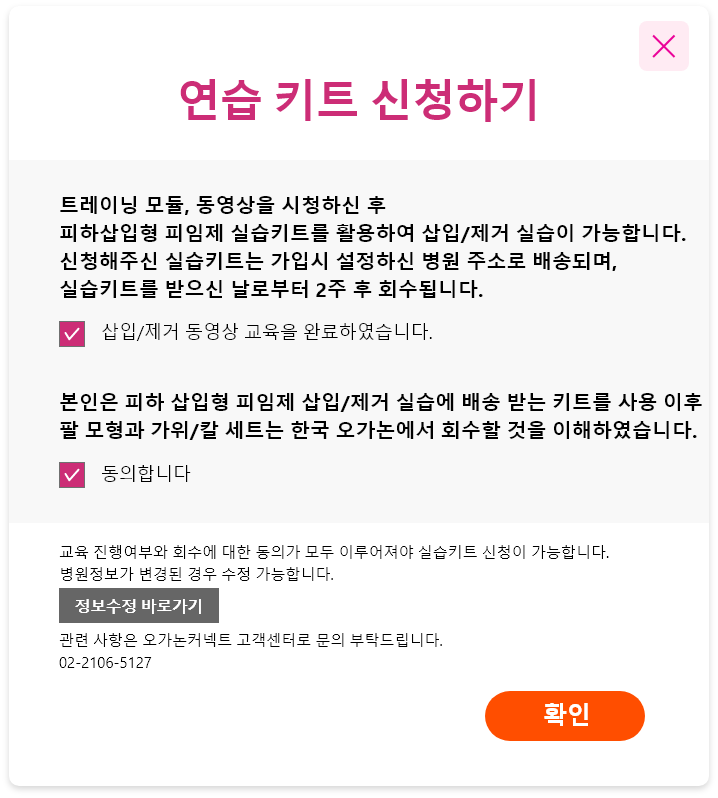 연습 키트 신청하기
트레이닝 모듈, 동영상을 시청하신 후
피하삽입형 피임제 실습키트를 활용하여 삽입/제거 실습이 가능합니다.
신청해주신 실습키트는 가입시 설정하신 병원 주소로 배송되며,
실습키트를 받으신 날로부터 2주 후 회수됩니다.
삽입/제거 동영상 교육을 완료하였습니다.
본인은 피하 삽입형 피임제 삽입/제거 실습에 배송 받는 키트를 사용 이후
팔 모형과 가위/칼 세트는 한국 오가논에서 회수할 것을 이해하였습니다.
동의합니다
교육 진행여부와 회수에 대한 동의가 모두 이루어져야 실습키트 신청이 가능합니다.
병원정보가 변경된 경우 수정 가능합니다.
정보수정 바로가기
관련 사항은 오가논커넥트 고객센터로 문의 부탁드립니다.
02-2106-5127
확인